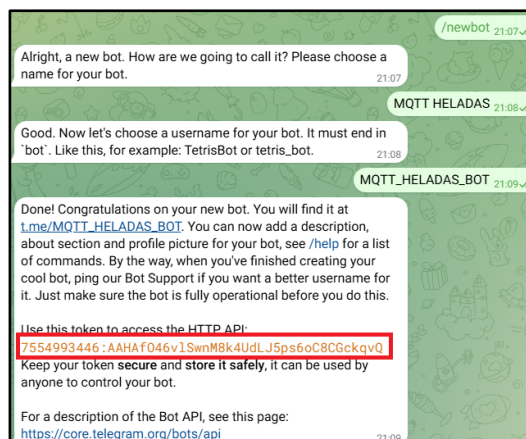 /newbot 21:07
Alright, a new bot. How are we going to call it? Please choose a
name for your bot. 21:07
MQTT HELADAS 21:08
Good. Now let's choose a username for your bot. It must end in
`bot`. Like this, for example: TetrisBot or tetris_bot. 21:08
MQTT_HELADAS_BOT 21:09
Done! Congratulations on your new bot. You will find it at
t.me/MQTT_HELADAS_BOT. You can now add a description,
about section and profile picture for your bot, see /help for a list
of commands. By the way, when you've finished creating your
cool bot, ping our Bot Support if you want a better username for
it. Just make sure the bot is fully operational before you do this.
Use this token to access the HTTP API:
7554993446:AAHAfO46vlSwnM8k4UdLJ5ps6oC8CGckqvQ
Keep your token secure and store it safely, it can be used by
anyone to control your bot.
For a description of the Bot API, see this page:
https://core.telegram.org/bots/api 21:09